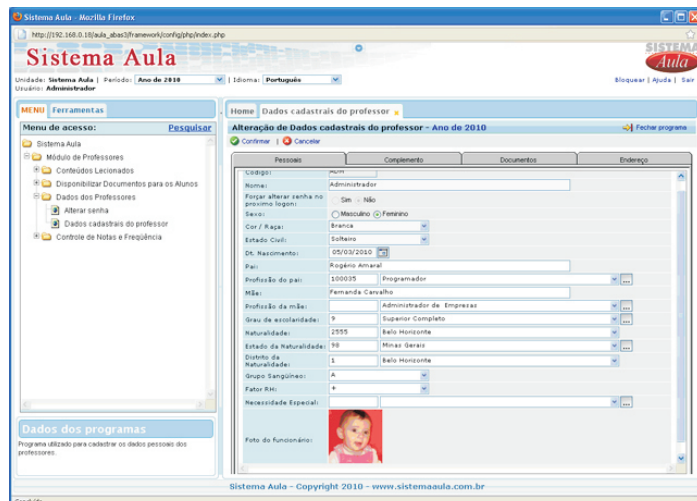 Sistema Aula - Mozilla Firefox
http://192.168.0.18/aula_abas3/framework/config/php/index.php
Sistema Aula
SISTEMA
Aula
Unidade: Sistema Aula | Período: Ano de 2010 | Idioma: Português
Bloquear | Ajuda | Sair
Usuário: Administrador
MENU Ferramentas
Home Dados cadastrais do professor
Menu de acesso: Pesquisar
Alteração de Dados cadastrais do professor - Ano de 2010
Fechar programa
Confirmar | Cancelar
Sistema Aula
Módulo de Professores
Conteúdos Lecionados
Disponibilizar Documentos para os Alunos
Dados dos Professores
Alterar senha
Dados cadastrais do professor
Controle de Notas e Freqüência
Pessoais Complemento Documentos Endereço
Código: ADM
Nome: Administrador
Forçar alterar senha no próximo logon: Sim Não
Sexo: Masculino Feminino
Cor / Raça: Branca
Estado Civil: Solteiro
Dt. Nascimento: 05/03/2010
Pai: Rogério Amaral
Profissão do pai: 100035 Programador
Mãe: Fernanda Carvalho
Profissão da mãe: Administrador de Empresas
Grau de escolaridade: 9 Superior Completo
Naturalidade: 2555 Belo Horizonte
Estado da Naturalidade: 98 Minas Gerais
Distrito da Naturalidade: 1 Belo Horizonte
Grupo Sangüíneo: A
Fator RH: +
Necessidade Especial:
Foto do funcionário:
Dados dos programas
Programa utilizado para cadastrar os dados pessoais dos
professores.
Sistema Aula - Copyright 2010 - www.sistemaaula.com.br